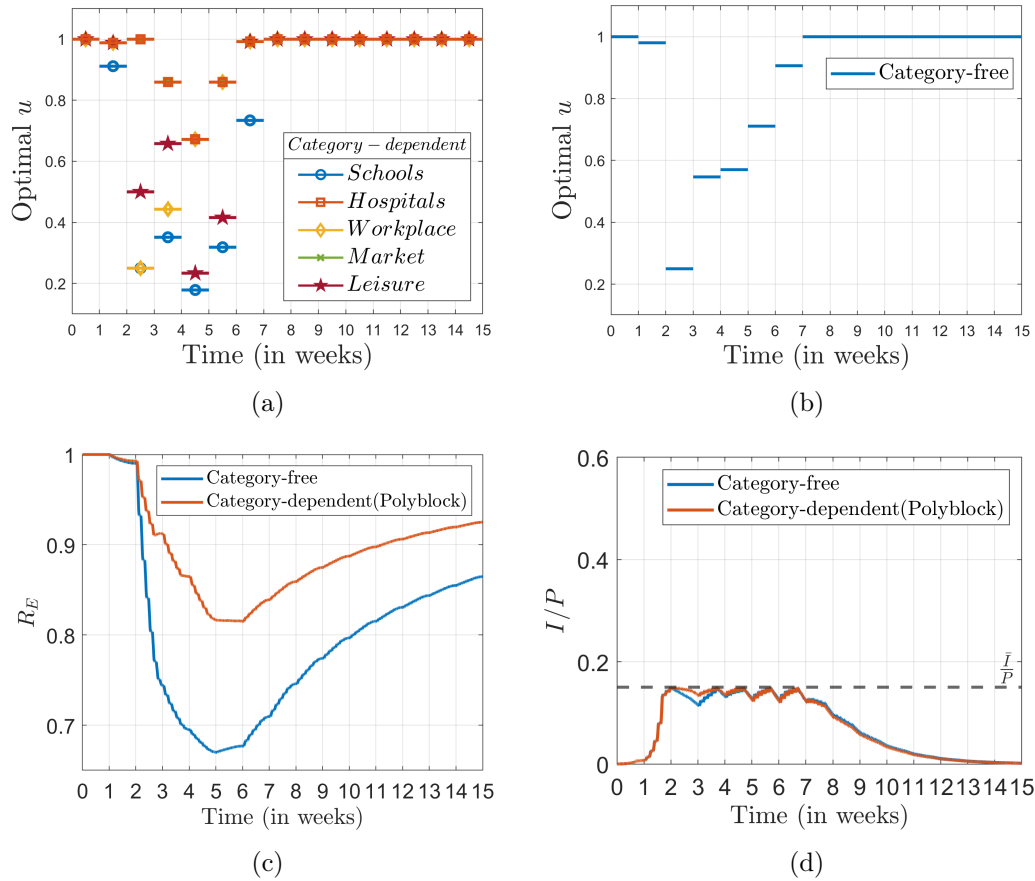 1
0.8
0.6
0.4
0.2
Optimal u
Category – dependent
Schools
Hospitals
Workplace
Market
Leisure
0 1 2 3 4 5 6 7 8 9 10 11 12 13 14 15
Time (in weeks)
(a)
1
0.8
0.6
0.4
0.2
Optimal u
Category-free
0 1 2 3 4 5 6 7 8 9 10 11 12 13 14 15
Time (in weeks)
(b)
1
0.9
0.8
0.7
R_E
Category-free
Category-dependent(Polyblock)
0 1 2 3 4 5 6 7 8 9 10 11 12 13 14 15
Time (in weeks)
(c)
0.6
0.4
0.2
0
I/P
Category-free
Category-dependent(Polyblock)
Ī/P
0 1 2 3 4 5 6 7 8 9 10 11 12 13 14 15
Time (in weeks)
(d)